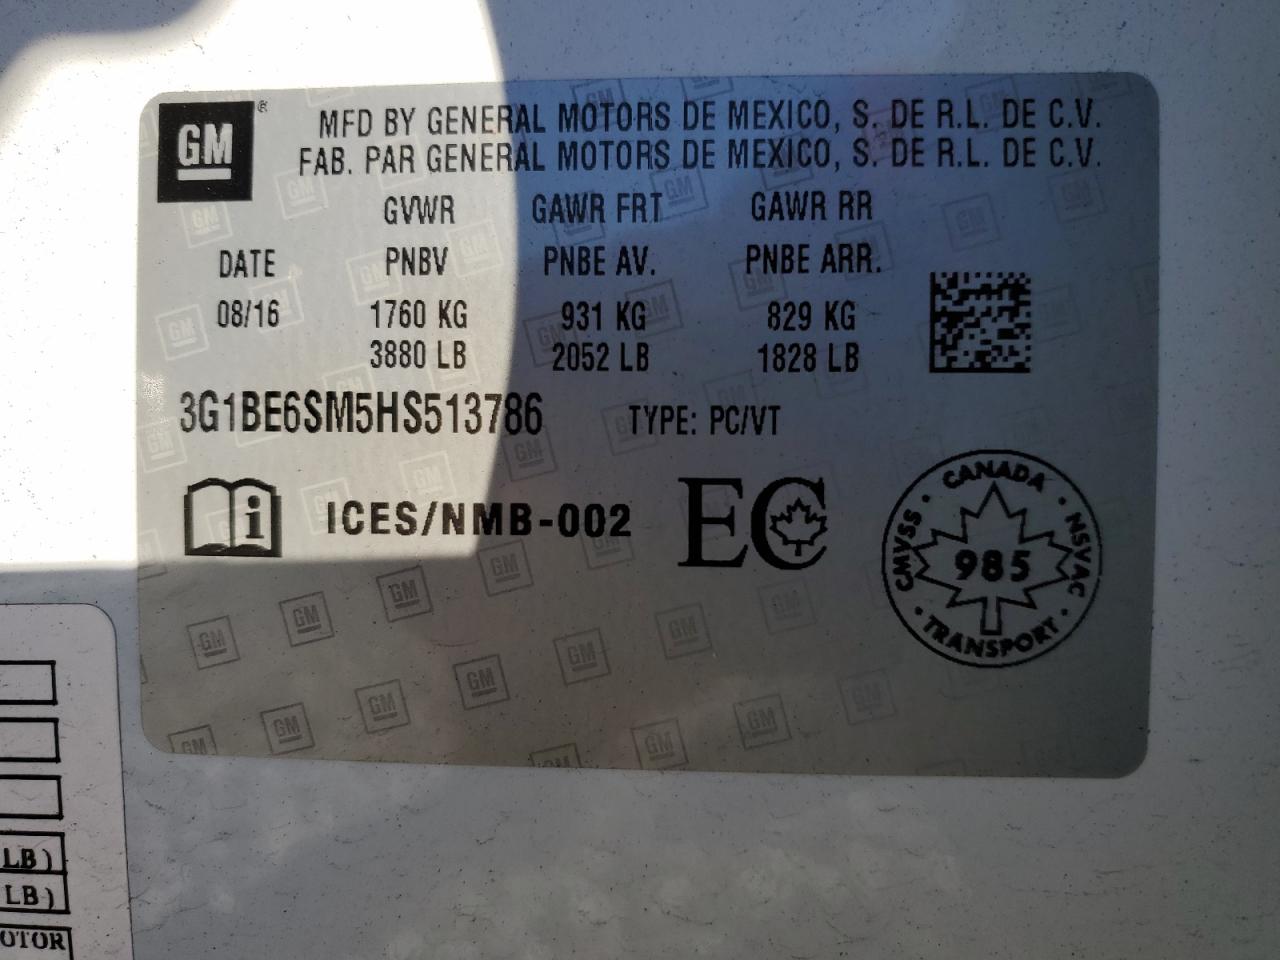 GM ®
MFD BY GENERAL MOTORS DE MEXICO, S. DE R.L. DE C.V.
FAB. PAR GENERAL MOTORS DE MEXICO, S. DE R.L. DE C.V.
GVWR GAWR FRT GAWR RR
DATE PNBV PNBE AV. PNBE ARR.
08/16 1760 KG 931 KG 829 KG
3880 LB 2052 LB 1828 LB
3G1BE6SM5HS513786 TYPE: PC/VT
i ICES/NMB-002 EC
CANADA
CMVSS 985 NSVAC
TRANSPORT
LB)
LB)
OTOR